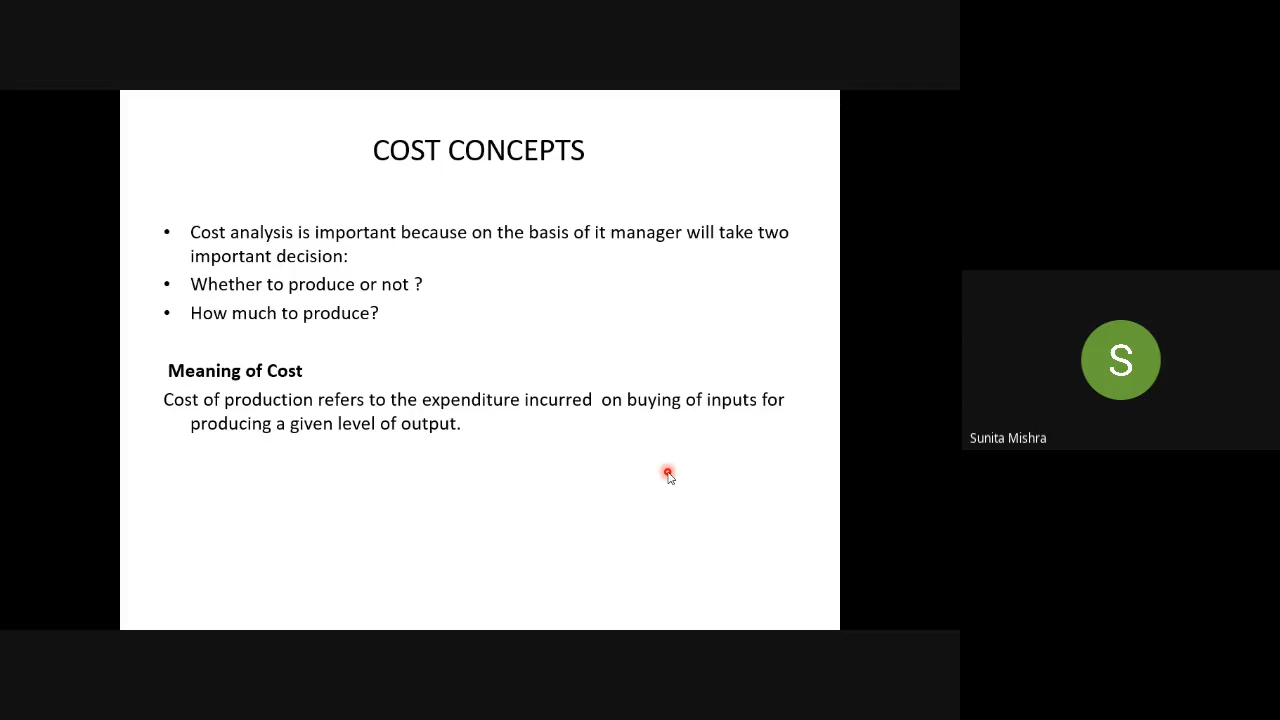 COST CONCEPTS
• Cost analysis is important because on the basis of it manager will take two
important decision:
• Whether to produce or not ?
• How much to produce?
Meaning of Cost
Cost of production refers to the expenditure incurred  on buying of inputs for
producing a given level of output.
S
Sunita Mishra